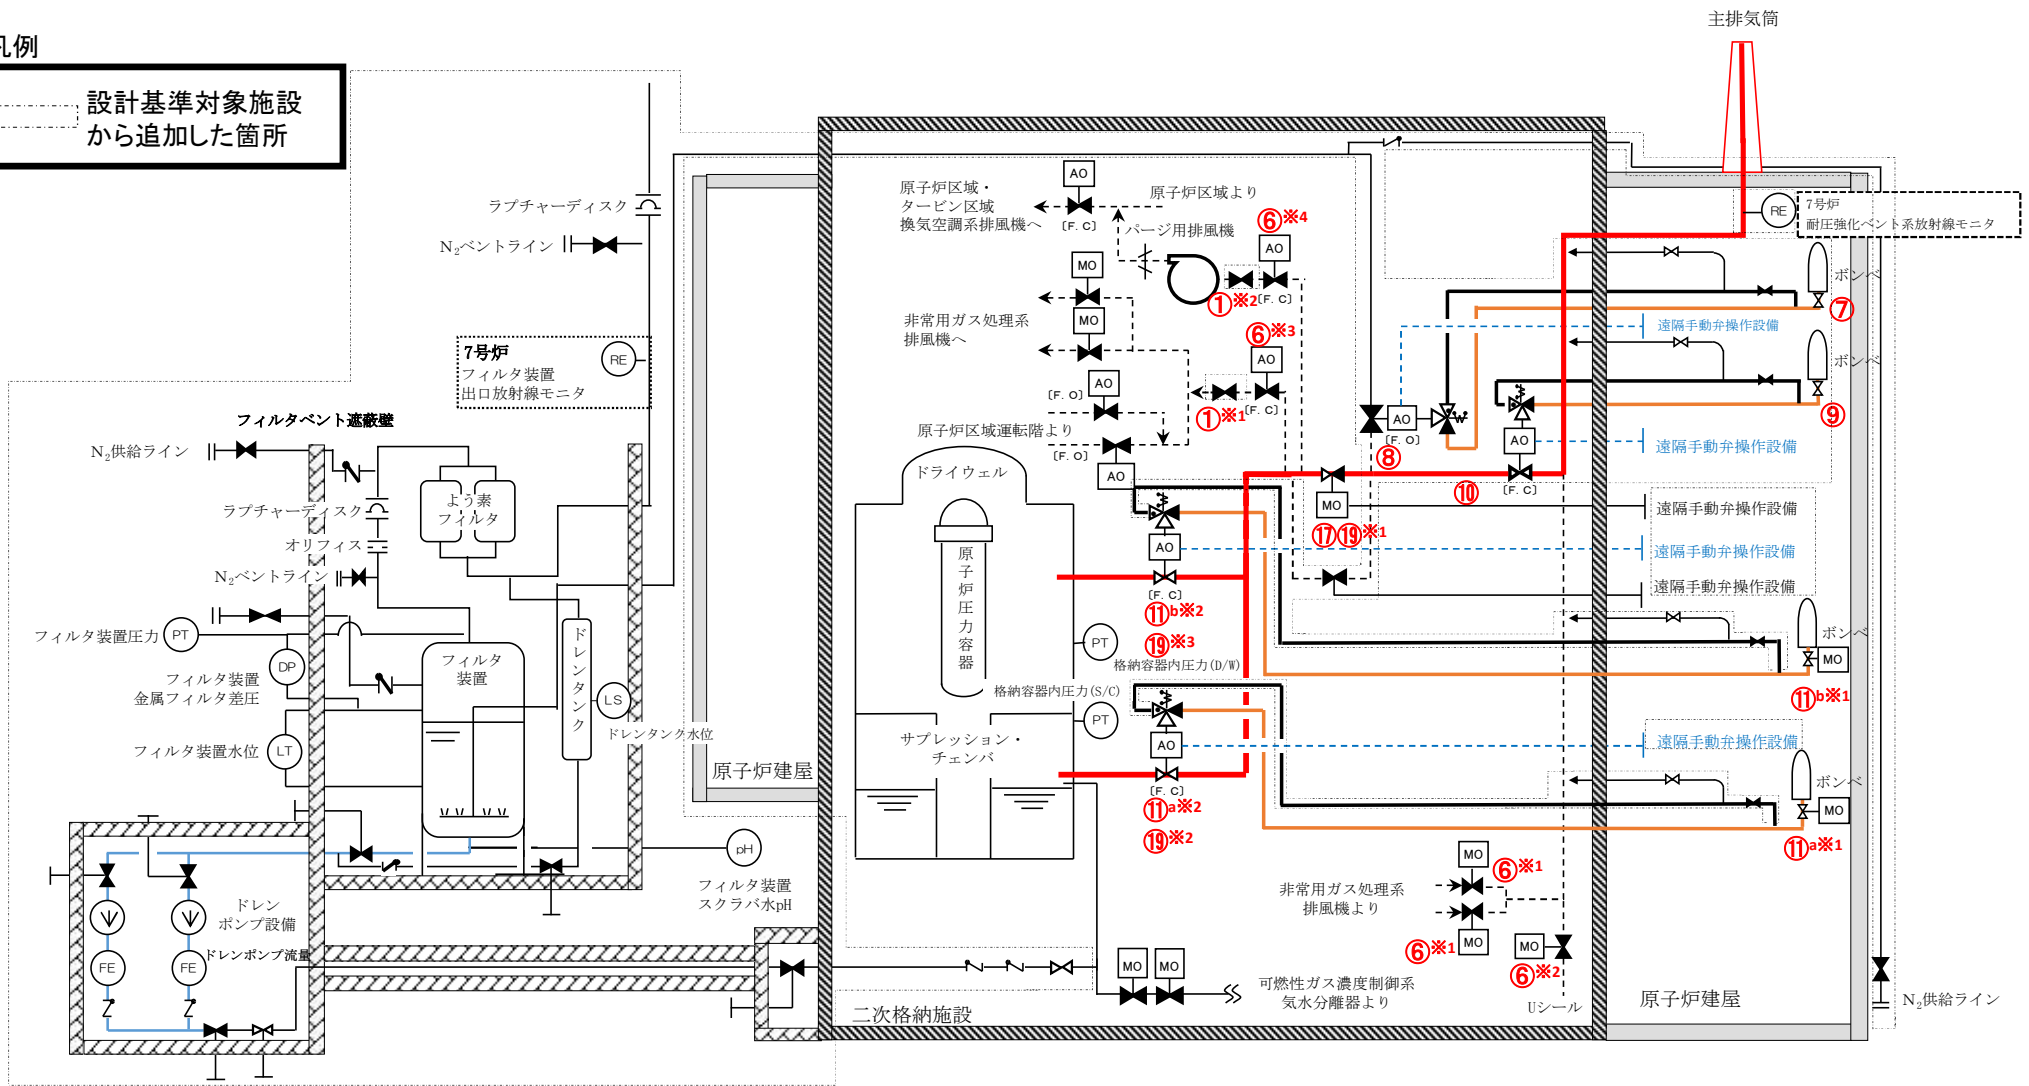 主排気筒
凡例
設計基準対象施設
から追加した箇所
ラプチャーディスク
N₂ベントライン
7号炉
フィルタ装置
出口放射線モニタ
RE
フィルタベント遮蔽壁
N₂供給ライン
よう素
フィルタ
ラプチャーディスク
オリフィス
N₂ベントライン
フィルタ装置圧力
PT
DP
フィルタ装置
金属フィルタ差圧
フィルタ装置水位
LT
フィルタ
装置
ドレンタンク
LS
ドレンタンク水位
pH
フィルタ装置
スクラバ水pH
ドレン
ポンプ設備
ドレンポンプ流量
FE
FE
原子炉建屋
原子炉区域・
タービン区域
換気空調系排風機へ
AO
(F.C)
原子炉区域より
パージ用排風機
⑥※4
AO
(F.C)
①※2
MO
MO
非常用ガス処理系
排風機へ
⑥※3
AO
(F.C)
①※1
(F.O)
AO
原子炉区域運転階より
(F.O)
AO
ドライウェル
原子炉圧力容器
サプレッション・
チェンバ
AO
(F.C)
⑪b※2
⑲※3
PT
格納容器内圧力(D/W)
格納容器内圧力(S/C)
PT
AO
(F.C)
⑪a※2
⑲※2
MO
⑰⑲※1
AO
(F.O)
⑧
⑩
AO
(F.C)
RE
7号炉
耐圧強化ベント系放射線モニタ
ボンベ
⑦
遠隔手動弁操作設備
ボンベ
⑨
遠隔手動弁操作設備
遠隔手動弁操作設備
遠隔手動弁操作設備
遠隔手動弁操作設備
ボンベ
MO
⑪b※1
遠隔手動弁操作設備
ボンベ
MO
⑪a※1
非常用ガス処理系
排風機より
MO
⑥※1
MO
⑥※1
MO
⑥※2
Uシール
MO
MO
可燃性ガス濃度制御系
気水分離器より
二次格納施設
原子炉建屋
N₂供給ライン